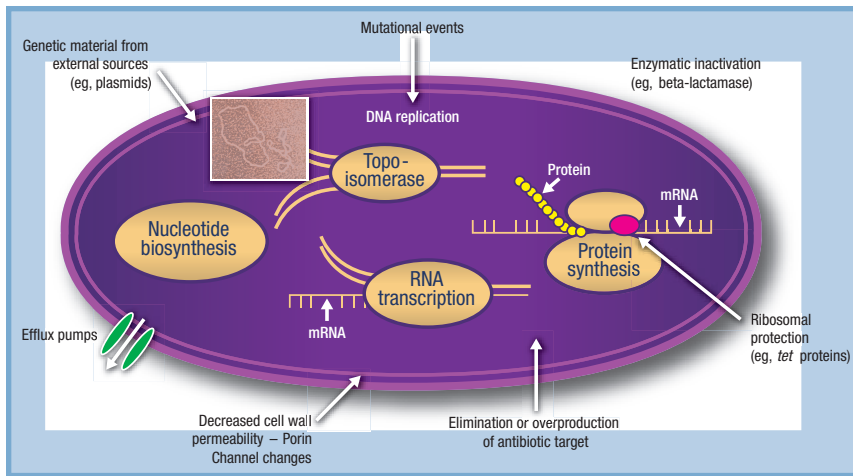 Mutational events
Genetic material from
external sources
(eg, plasmids)
Enzymatic inactivation
(eg, beta-lactamase)
DNA replication
Topo-
isomerase
Protein
mRNA
Nucleotide
biosynthesis
Protein
synthesis
RNA
transcription
mRNA
Efflux pumps
Ribosomal
protection
(eg, tet proteins)
Decreased cell wall
permeability – Porin
Channel changes
Elimination or overproduction
of antibiotic target